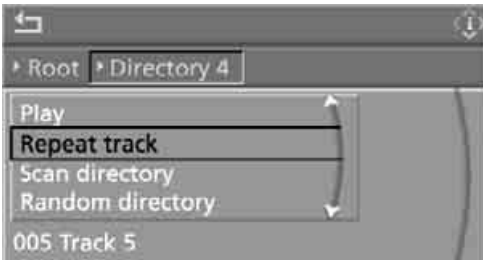 Root Directory 4
Play
Repeat track
Scan directory
Random directory
005 Track 5